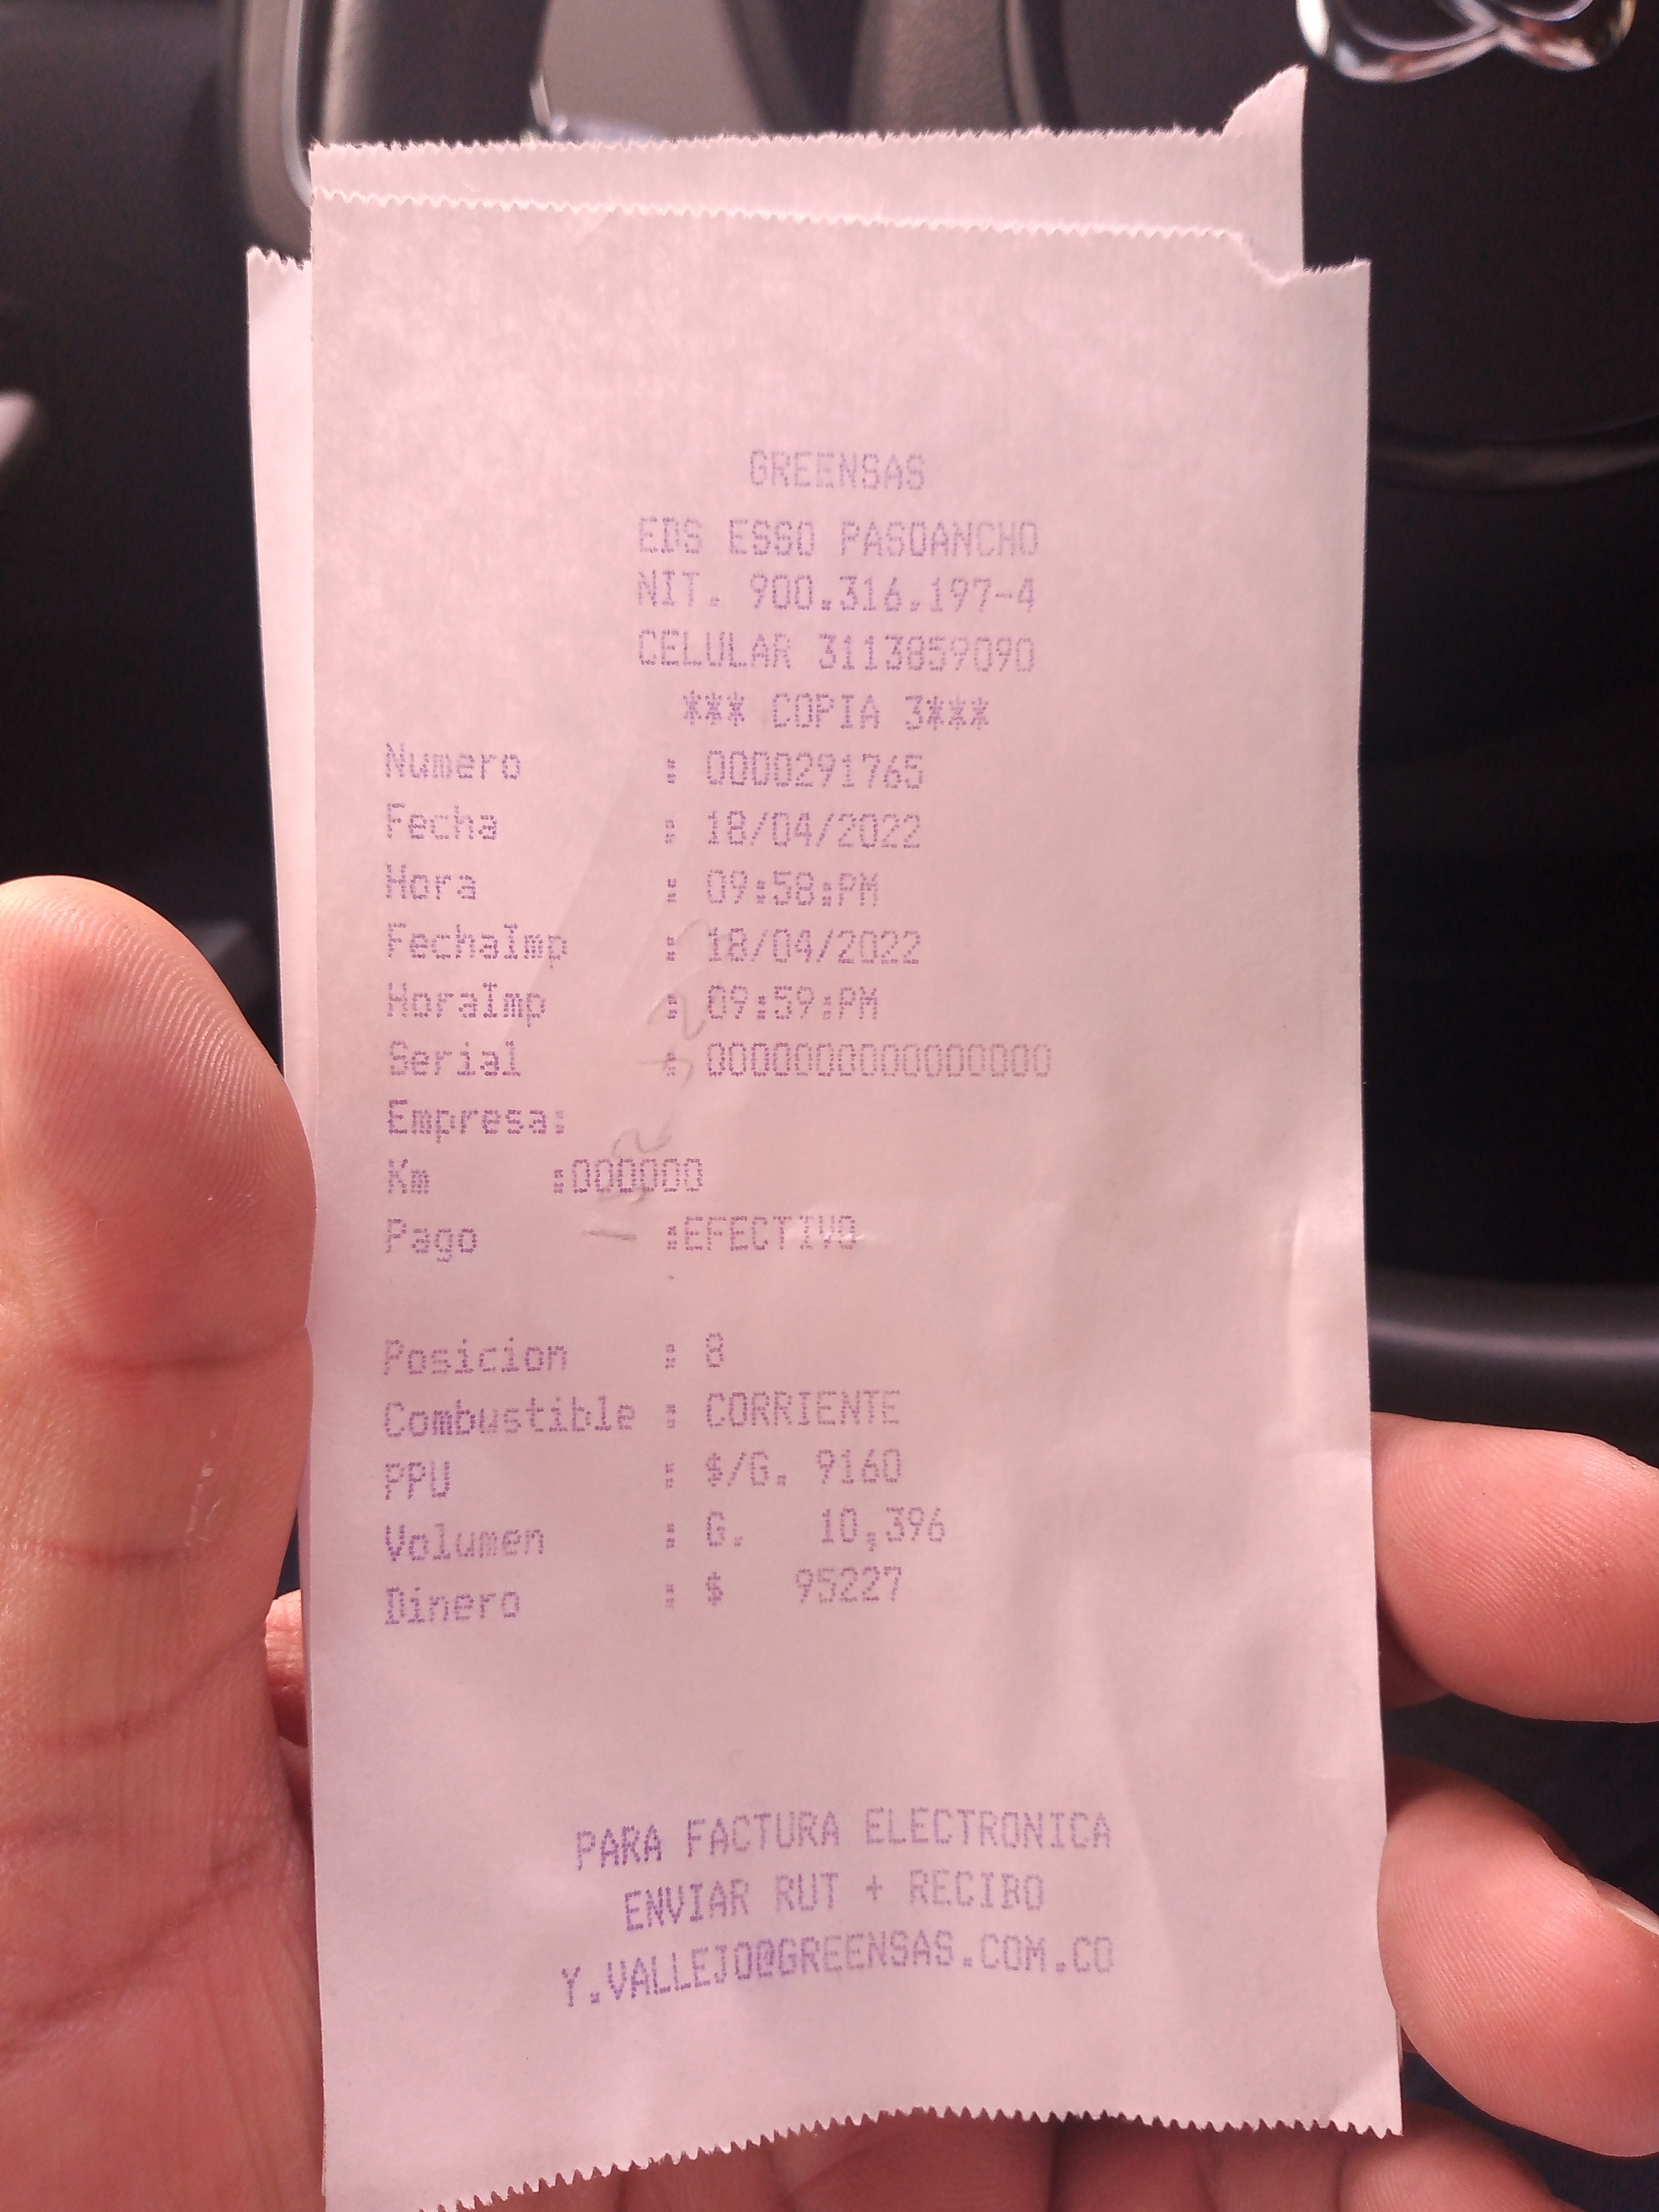 GREENSAS
EDS ESSO PASOANCHO
NIT. 900.316.197-4
CELULAR 3113859090
*** COPIA 3***
Numero : 0000291765
Fecha : 18/04/2022
Hora : 09:58:PM
FechaImp : 18/04/2022
HoraImp : 09:59:PM
Serial : 0000000000000000
Empresa:
Km :000000
Pago :EFECTIVO
Posicion : 8
Combustible : CORRIENTE
PPU : $/G. 9160
Volumen : G. 10,396
Dinero : $ 95227
PARA FACTURA ELECTRONICA
ENVIAR RUT + RECIBO
Y.VALLEJO@GREENSAS.COM.CO